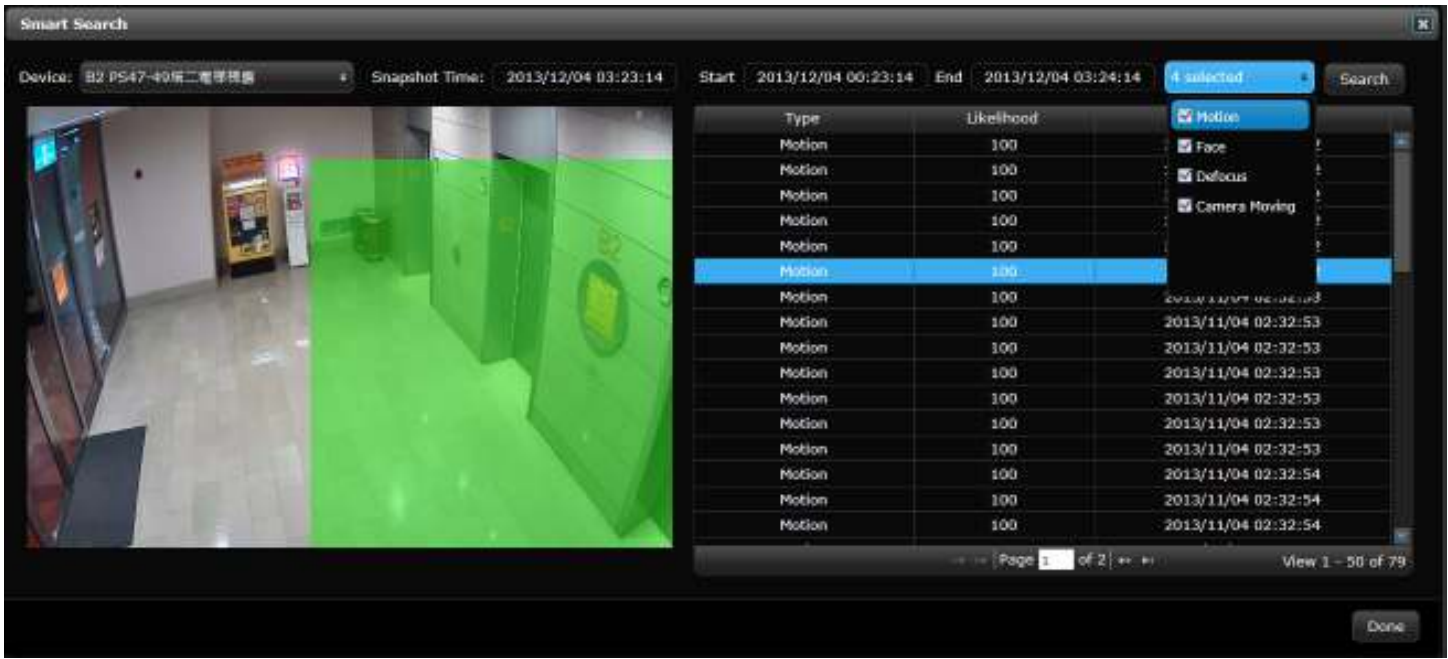 Smart Search
Device: B2 PS47-49 Snapshot Time: 2013/12/04 03:23:14 Start 2013/12/04 00:23:14 End 2013/12/04 03:24:14 4 selected Search
Type Likelihood
Motion
Face
Defocus
Camera Moving
Motion 100
Motion 100
Motion 100
Motion 100
Motion 100
Motion 100
Motion 100
Motion 100 2013/11/04 02:32:53
Motion 100 2013/11/04 02:32:53
Motion 100 2013/11/04 02:32:53
Motion 100 2013/11/04 02:32:53
Motion 100 2013/11/04 02:32:53
Motion 100 2013/11/04 02:32:53
Motion 100 2013/11/04 02:32:54
Motion 100 2013/11/04 02:32:54
Motion 100 2013/11/04 02:32:54
B2
Page 1 of 2 View 1 - 50 of 79
Done